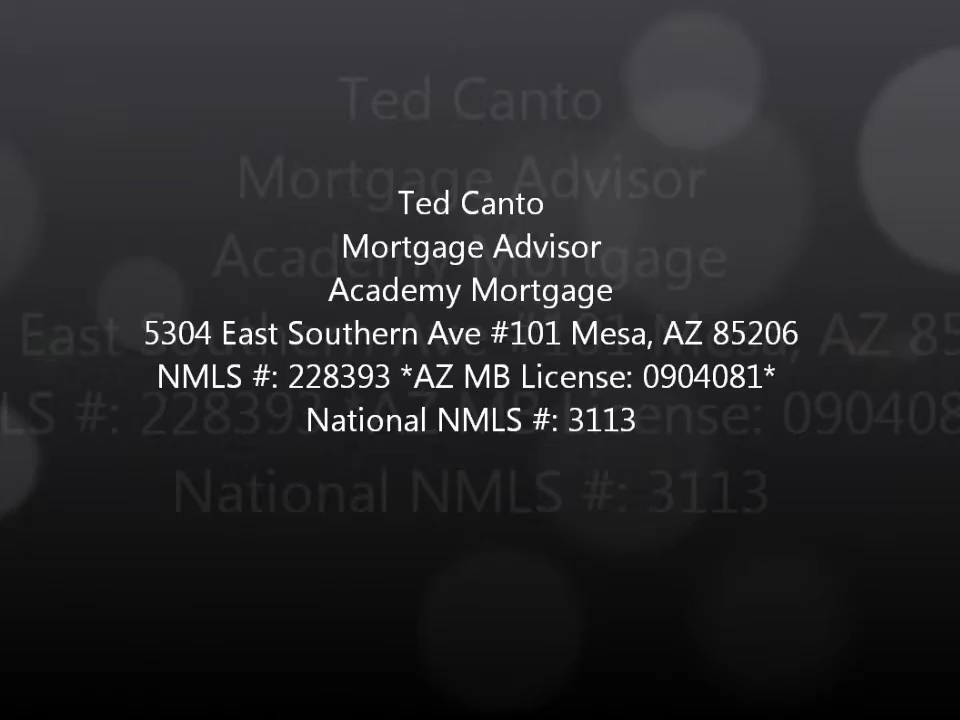 Ted Canto
Mortgage Advisor
Academy Mortgage
5304 East Southern Ave #101 Mesa, AZ 85206
NMLS #: 228393 *AZ MB License: 0904081*
National NMLS #: 3113